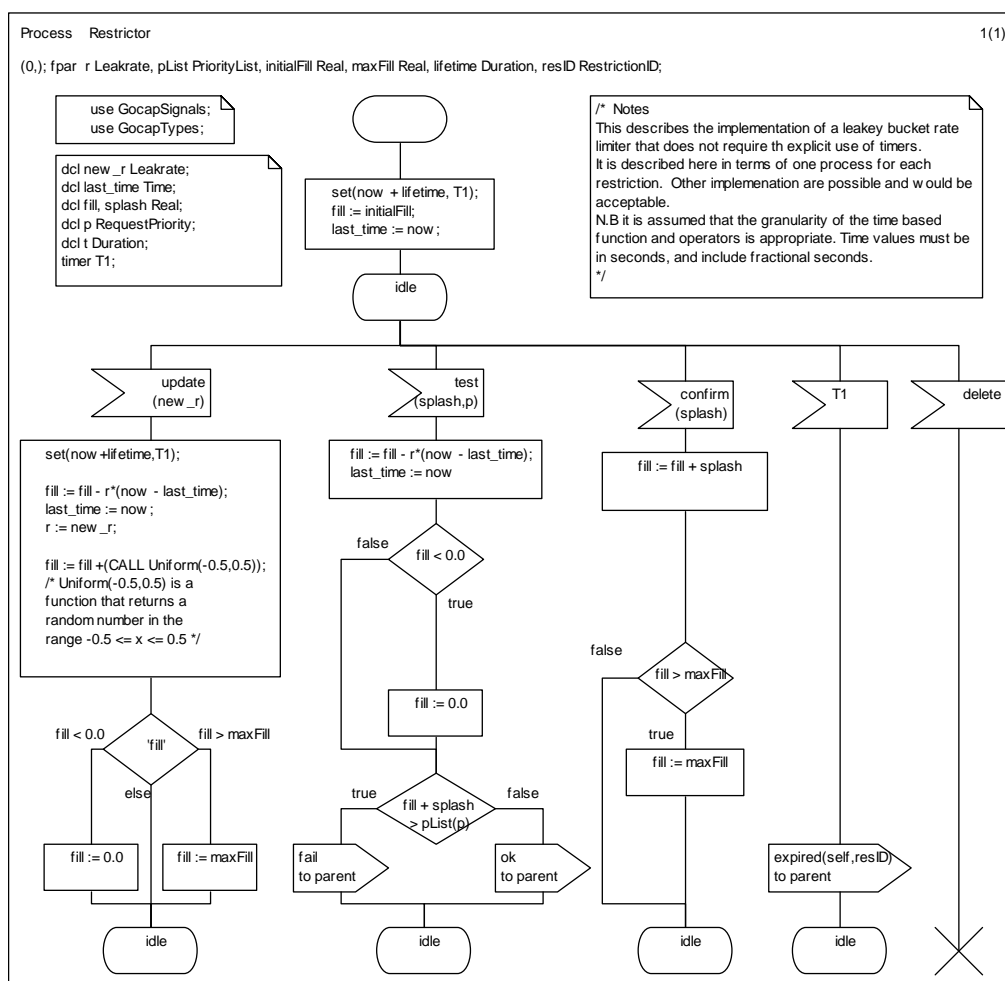 Process Restrictor 1(1)
(0,); fpar r Leakrate, pList PriorityList, initialFill Real, maxFill Real, lifetime Duration, resID RestrictionID;
use GocapSignals;
use GocapTypes;
dcl new_r Leakrate;
dcl last_time Time;
dcl fill, splash Real;
dcl p RequestPriority;
dcl t Duration;
timer T1;
set(now + lifetime, T1);
fill := initialFill;
last_time := now;
idle
/* Notes
This describes the implementation of a leakey bucket rate
limiter that does not require th explicit use of timers.
It is described here in terms of one process for each
restriction. Other implemenation are possible and would be
acceptable.
N.B it is assumed that the granularity of the time based
function and operators is appropriate. Time values must be
in seconds, and include fractional seconds.
*/
update
(new_r)
set(now+lifetime,T1);
fill := fill - r*(now - last_time);
last_time := now;
r := new_r;
fill := fill +(CALL Uniform(-0.5,0.5));
/* Uniform(-0.5,0.5) is a
function that returns a
random number in the
range -0.5 <= x <= 0.5 */
fill < 0.0
'fill'
fill > maxFill
else
fill := 0.0
fill := maxFill
idle
test
(splash,p)
fill := fill - r*(now - last_time);
last_time := now
false
fill < 0.0
true
fill := 0.0
true
fill + splash
> pList(p)
false
fail
to parent
ok
to parent
idle
confirm
(splash)
fill := fill + splash
false
fill > maxFill
true
fill := maxFill
idle
T1
expired(self,resID)
to parent
idle
delete